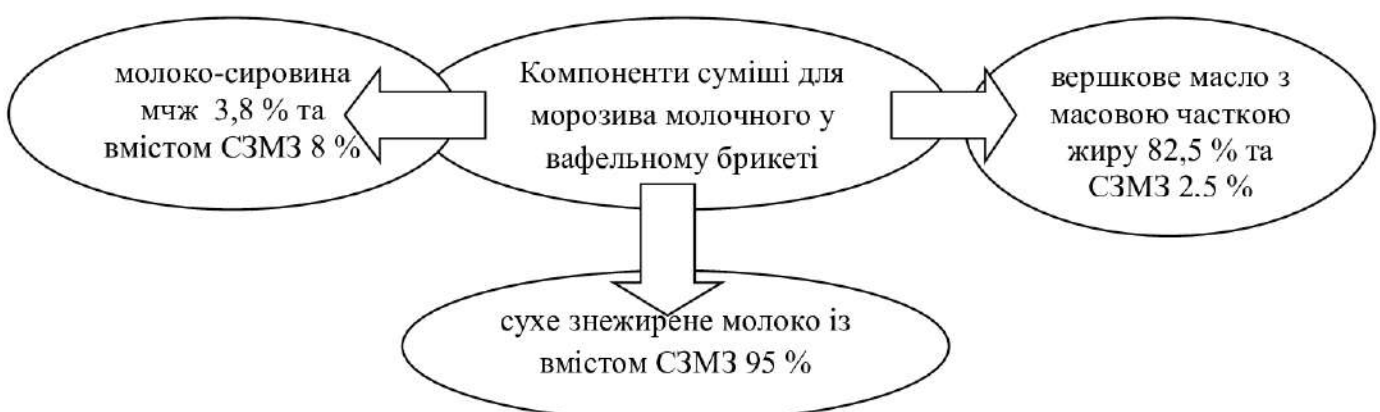 молоко-сировина
мчж 3,8 % та
вмістом СЗМЗ 8 %
Компоненти суміші для
морозива молочного у
вафельному брикеті
вершкове масло з
масовою часткою
жиру 82,5 % та
СЗМЗ 2,5 %
сухе знежирене молоко із
вмістом СЗМЗ 95 %